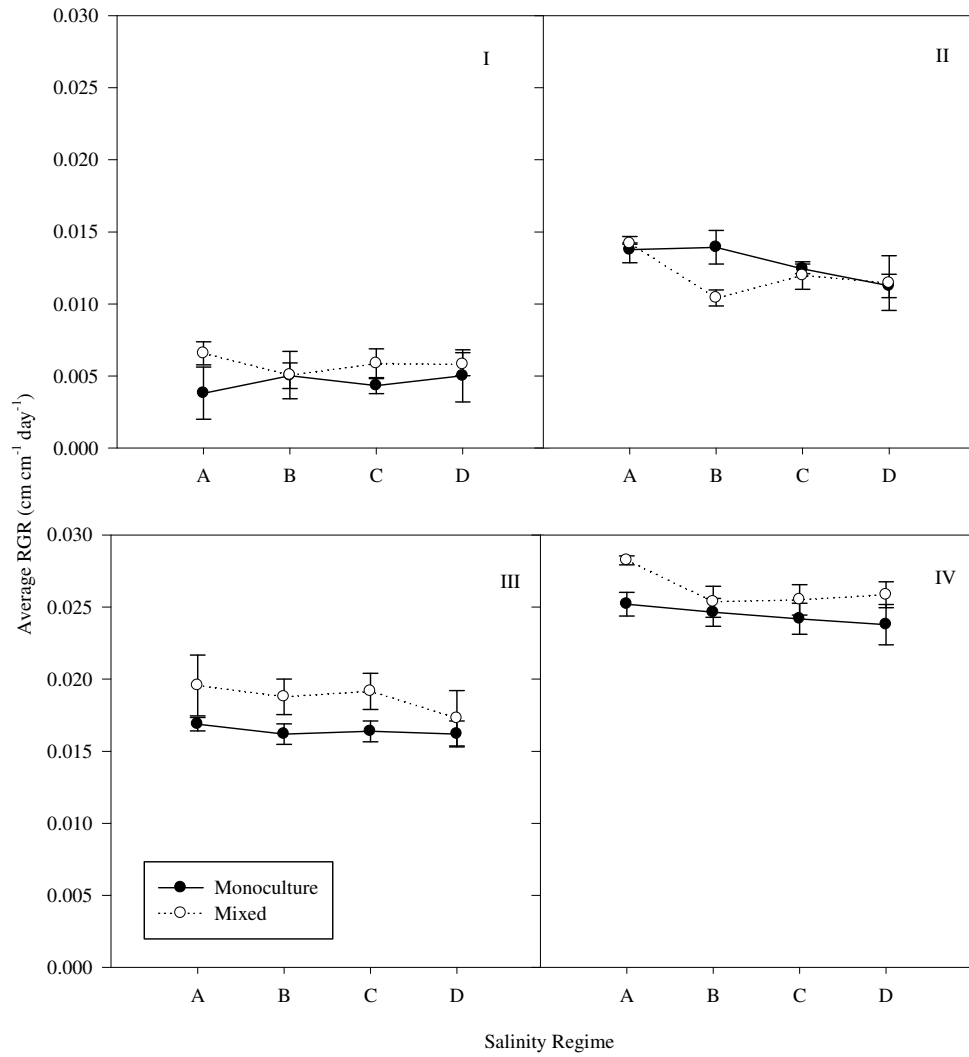 0.030
0.025
0.020
0.015
0.010
0.005
0.000
I
II
A B C D
A B C D
Average RGR (cm cm⁻¹ day⁻¹)
0.030
0.025
0.020
0.015
0.010
0.005
0.000
III
IV
Monoculture
Mixed
A B C D
A B C D
Salinity Regime